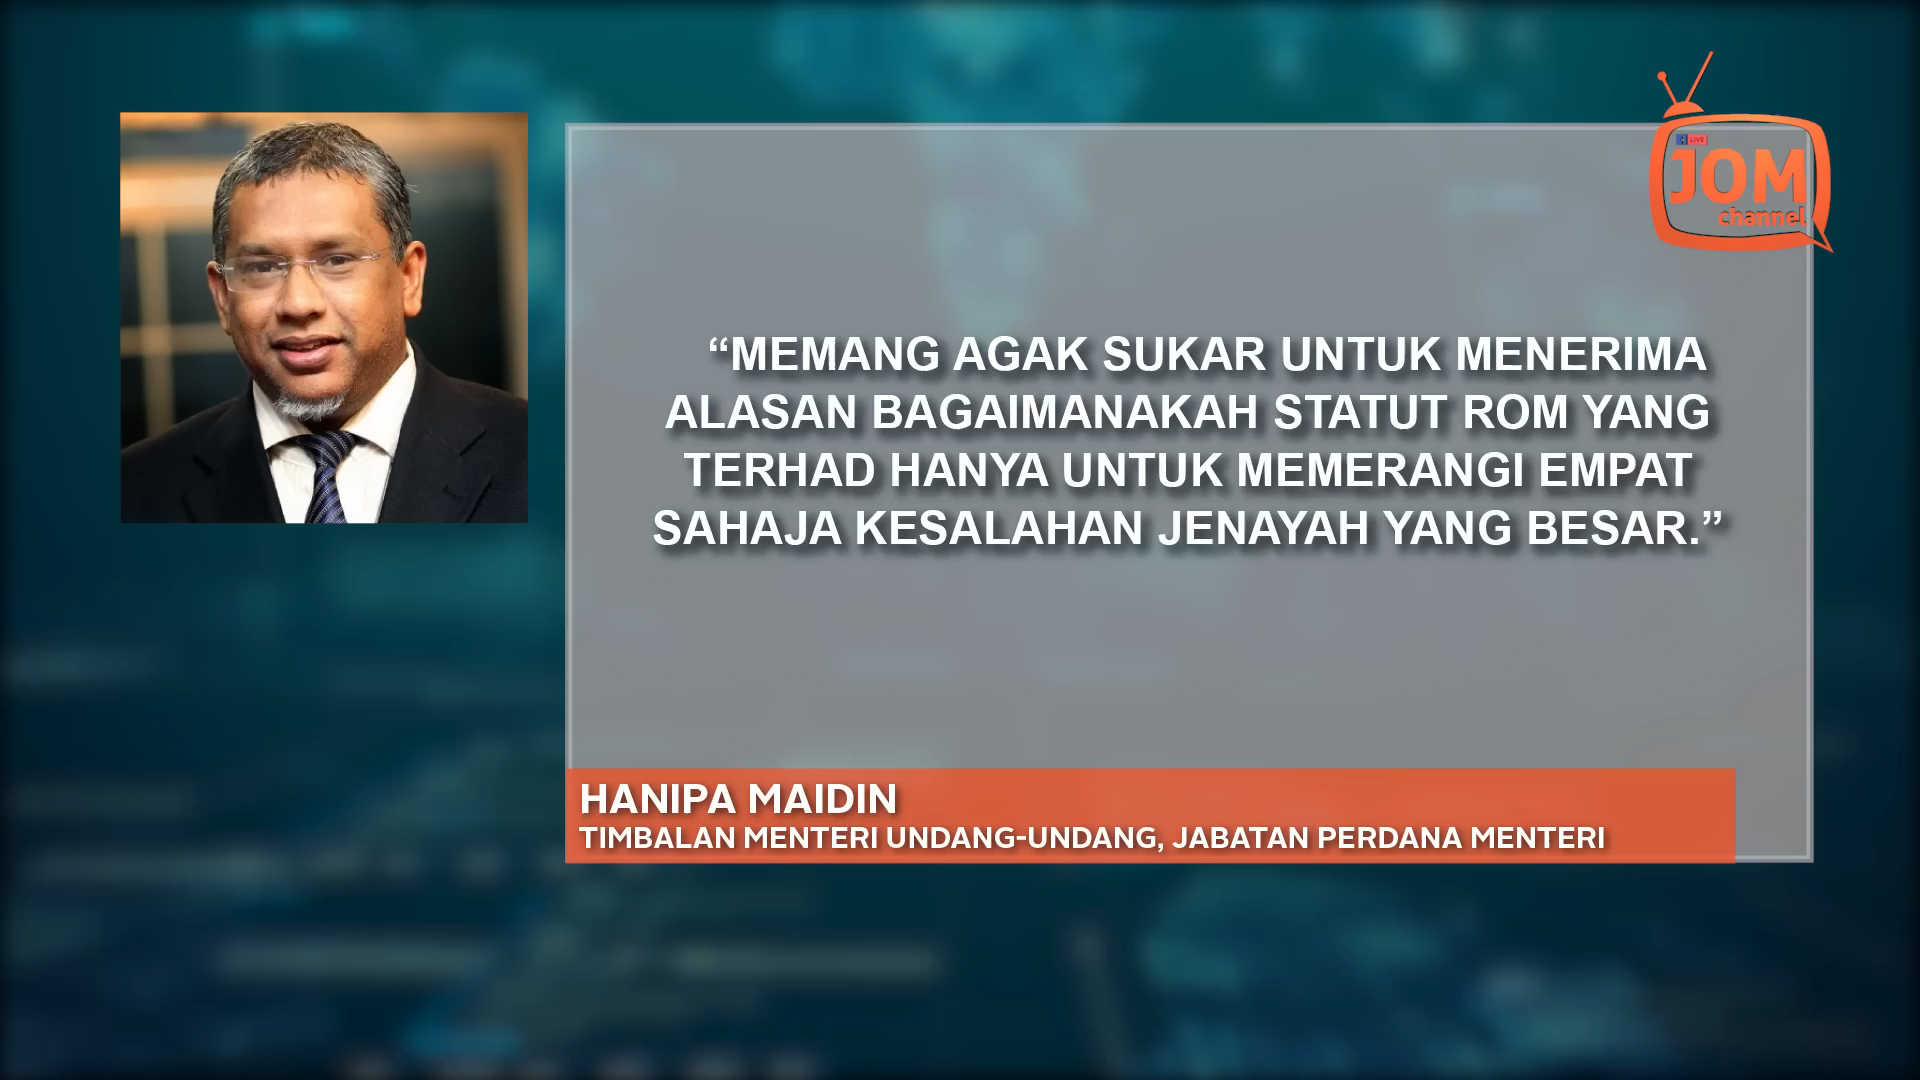 LIVE
JOM
channel
“MEMANG AGAK SUKAR UNTUK MENERIMA
ALASAN BAGAIMANAKAH STATUT ROM YANG
TERHAD HANYA UNTUK MEMERANGI EMPAT
SAHAJA KESALAHAN JENAYAH YANG BESAR.”
HANIPA MAIDIN
TIMBALAN MENTERI UNDANG-UNDANG, JABATAN PERDANA MENTERI